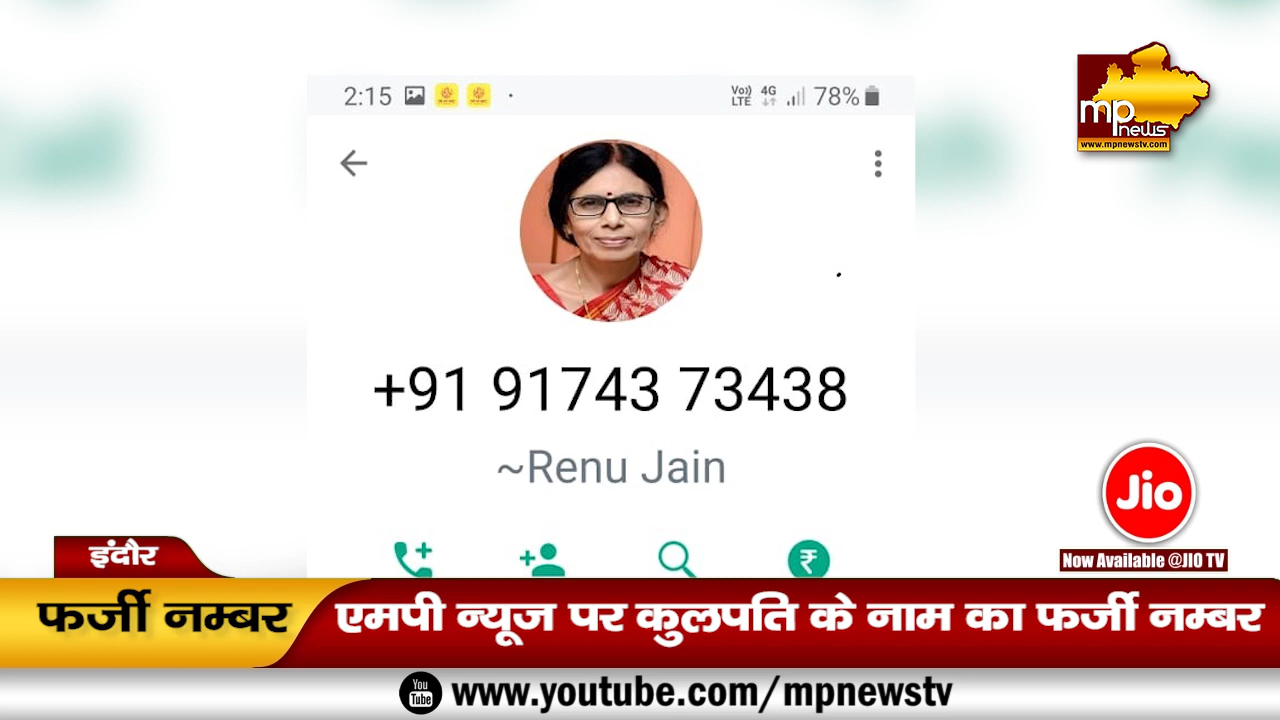 2:15
Vo)) LTE 4G 78%
mp news
www.mpnewstv.com
+91 91743 73438
~Renu Jain
₹
Jio
Now Available @JIO TV
इंदौर
फर्जी नम्बर
एमपी न्यूज पर कुलपति के नाम का फर्जी नम्बर
You Tube www.youtube.com/mpnewstv